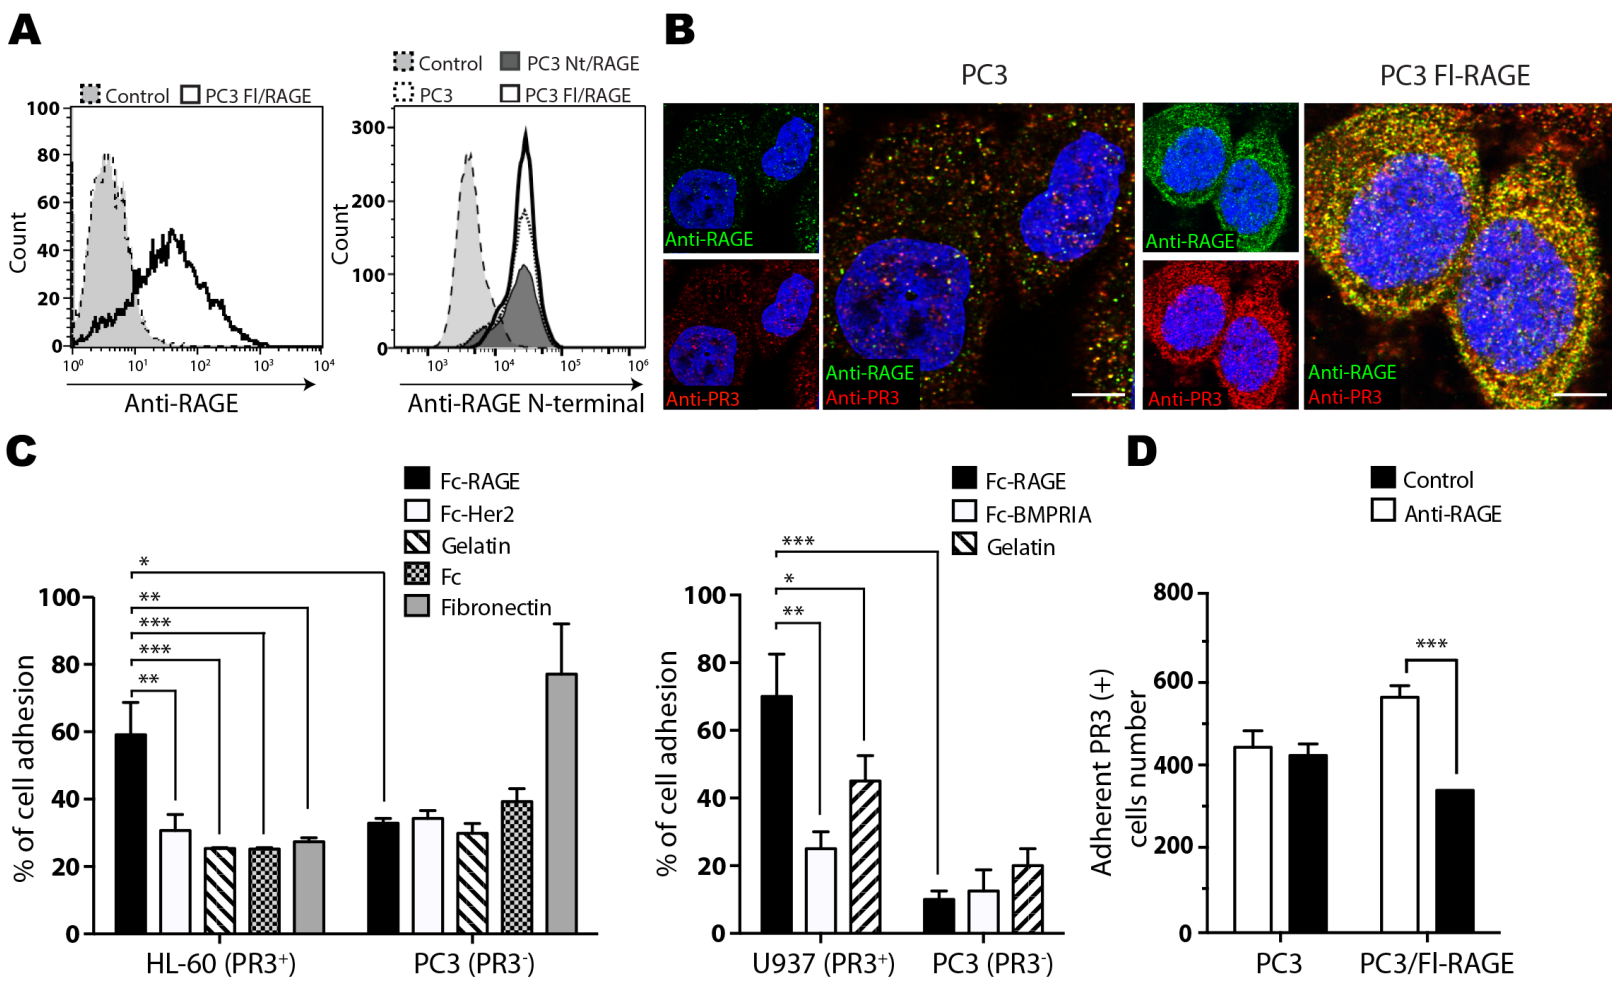 A
Control PC3 Fl/RAGE
100
80
60
40
20
0
Count
10⁰ 10¹ 10² 10³ 10⁴
Anti-RAGE
Control PC3 Nt/RAGE
PC3 PC3 Fl/RAGE
300
200
100
0
Count
10³ 10⁴ 10⁵ 10⁶
Anti-RAGE N-terminal
B
PC3
PC3 Fl-RAGE
Anti-RAGE
Anti-PR3
Anti-RAGE
Anti-PR3
Anti-RAGE
Anti-PR3
Anti-RAGE
Anti-PR3
C
Fc-RAGE
Fc-Her2
Gelatin
Fc
Fibronectin
*
**
***
***
**
100
80
60
40
20
0
% of cell adhesion
HL-60 (PR3⁺) PC3 (PR3⁻)
Fc-RAGE
Fc-BMPRIA
Gelatin
***
*
**
100
80
60
40
20
0
% of cell adhesion
U937 (PR3⁺) PC3 (PR3⁻)
D
Control
Anti-RAGE
***
800
600
400
200
0
Adherent PR3 (+)
cells number
PC3 PC3/Fl-RAGE